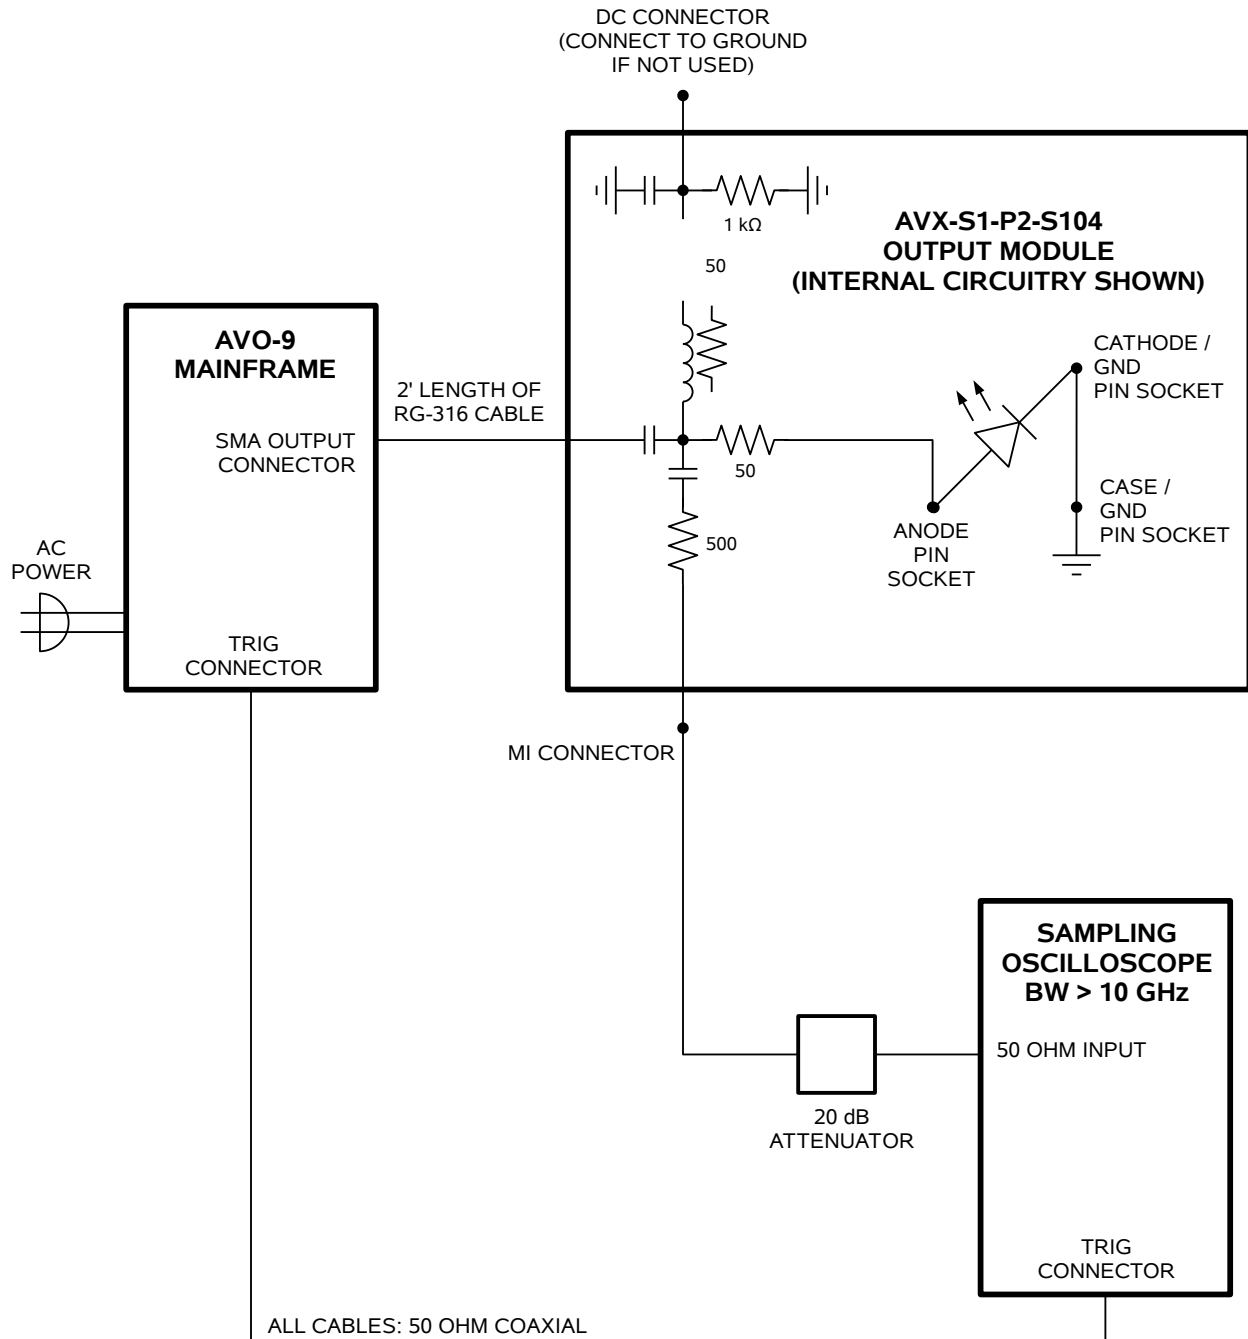 DC CONNECTOR
(CONNECT TO GROUND
IF NOT USED)
1 kΩ
50
AVX-S1-P2-S104
OUTPUT MODULE
(INTERNAL CIRCUITRY SHOWN)
AVO-9
MAINFRAME
SMA OUTPUT
CONNECTOR
2' LENGTH OF
RG-316 CABLE
CATHODE /
GND
PIN SOCKET
50
500
ANODE
PIN
SOCKET
CASE /
GND
PIN SOCKET
AC
POWER
TRIG
CONNECTOR
MI CONNECTOR
SAMPLING
OSCILLOSCOPE
BW > 10 GHz
50 OHM INPUT
20 dB
ATTENUATOR
TRIG
CONNECTOR
ALL CABLES: 50 OHM COAXIAL